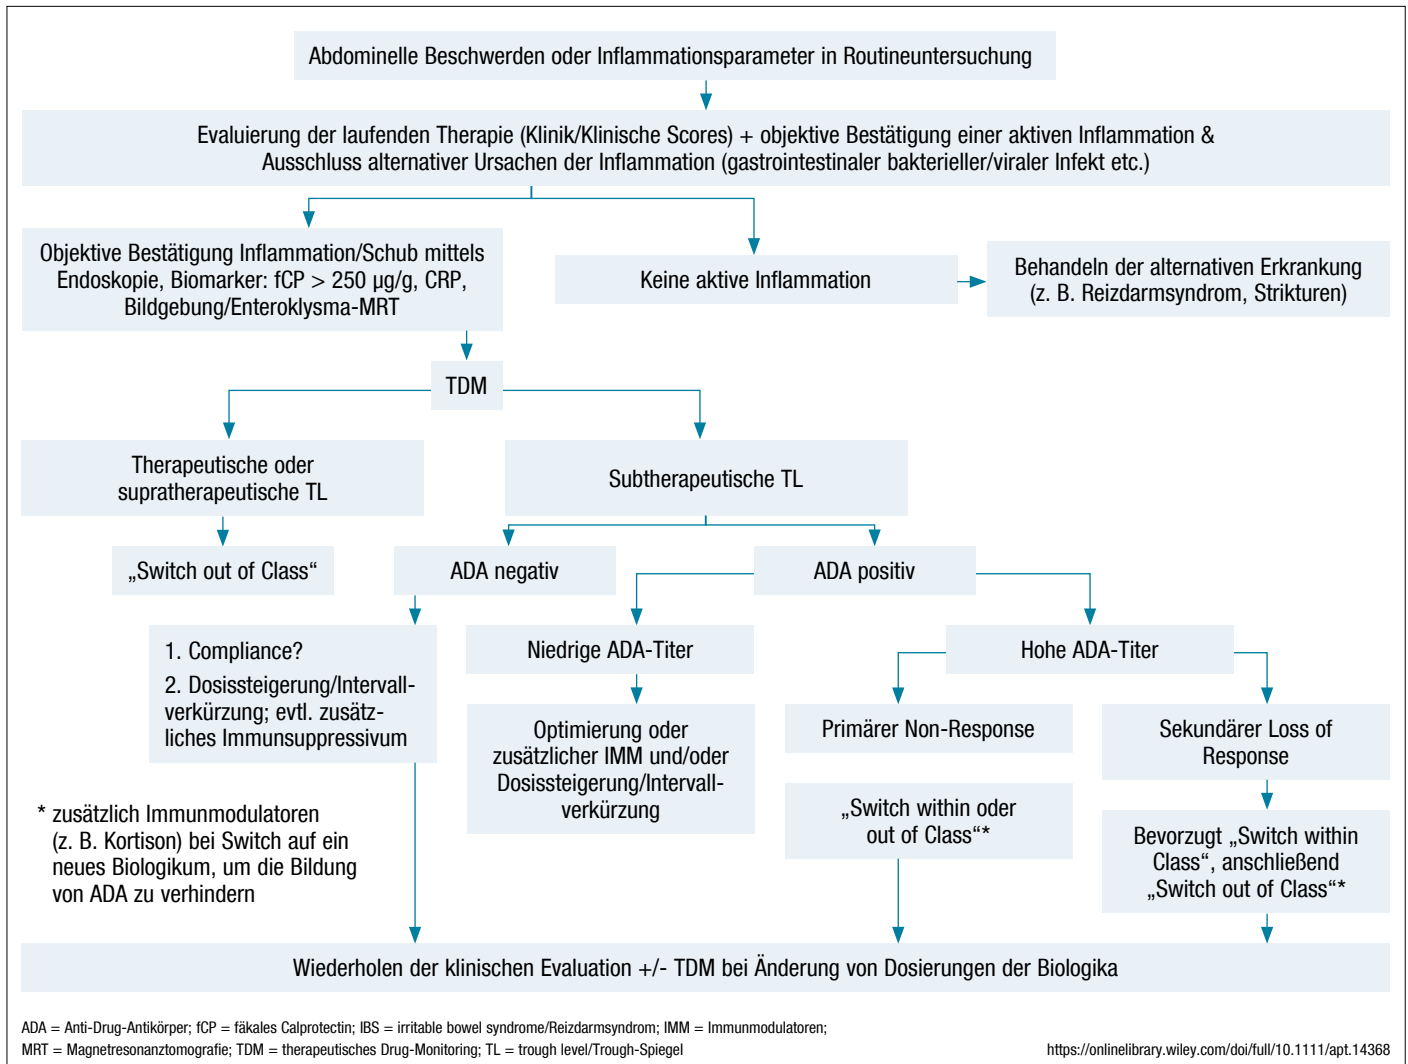 Abdominelle Beschwerden oder Inflammationsparameter in Routineuntersuchung
Evaluierung der laufenden Therapie (Klinik/Klinische Scores) + objektive Bestätigung einer aktiven Inflammation &
Ausschluss alternativer Ursachen der Inflammation (gastrointestinaler bakterieller/viraler Infekt etc.)
Objektive Bestätigung Inflammation/Schub mittels
Endoskopie, Biomarker: fCP > 250 µg/g, CRP,
Bildgebung/Enteroklysma-MRT
Keine aktive Inflammation
Behandeln der alternativen Erkrankung
(z. B. Reizdarmsyndrom, Strikturen)
TDM
Therapeutische oder
supratherapeutische TL
Subtherapeutische TL
„Switch out of Class“
ADA negativ
ADA positiv
1. Compliance?
2. Dosissteigerung/Intervall-
verkürzung; evtl. zusätz-
liches Immunsuppressivum
Niedrige ADA-Titer
Hohe ADA-Titer
Optimierung oder
zusätzlicher IMM und/oder
Dosissteigerung/Intervall-
verkürzung
Primärer Non-Response
Sekundärer Loss of
Response
„Switch within oder
out of Class“*
Bevorzugt „Switch within
Class“, anschließend
„Switch out of Class“*
* zusätzlich Immunmodulatoren
(z. B. Kortison) bei Switch auf ein
neues Biologikum, um die Bildung
von ADA zu verhindern
Wiederholen der klinischen Evaluation +/- TDM bei Änderung von Dosierungen der Biologika
ADA = Anti-Drug-Antikörper; fCP = fäkales Calprotectin; IBS = irritable bowel syndrome/Reizdarmsyndrom; IMM = Immunmodulatoren;
MRT = Magnetresonanztomografie; TDM = therapeutisches Drug-Monitoring; TL = trough level/Trough-Spiegel
https://onlinelibrary.wiley.com/doi/full/10.1111/apt.14368